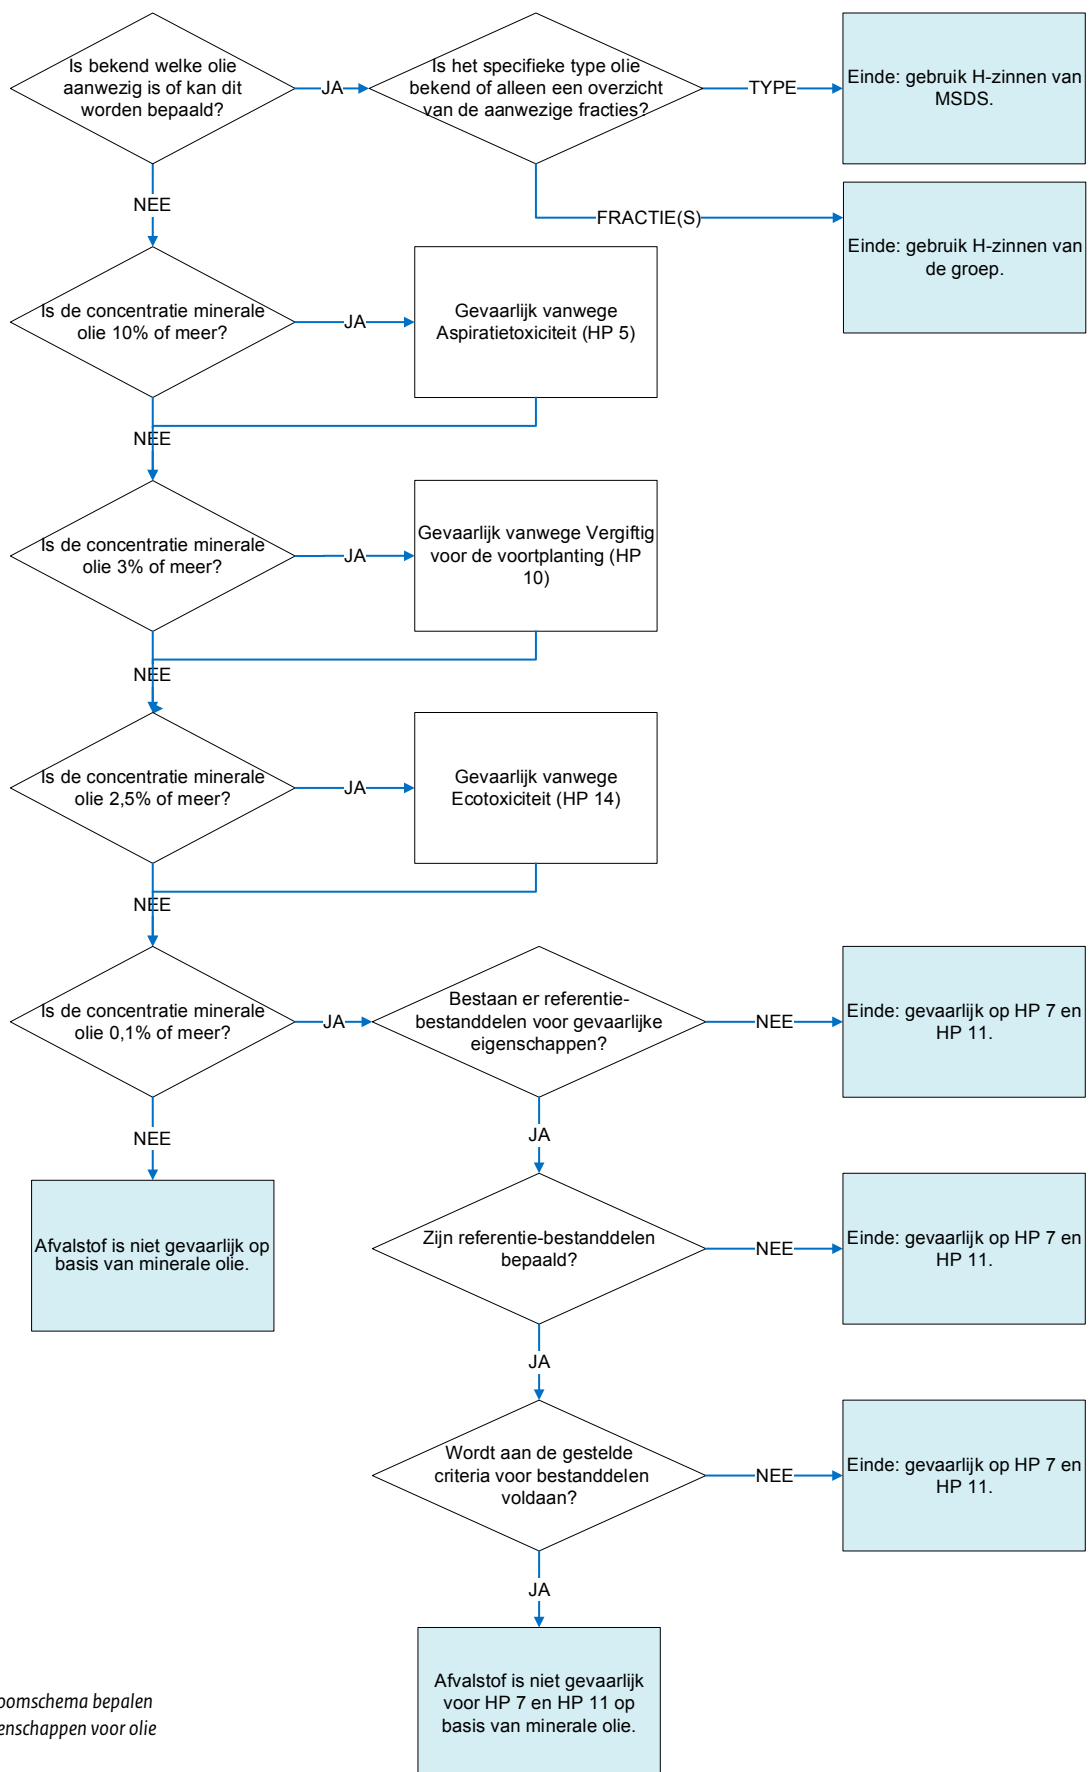 Is bekend welke olie
aanwezig is of kan dit
worden bepaald?
JA
Is het specifieke type olie
bekend of alleen een overzicht
van de aanwezige fracties?
TYPE
Einde: gebruik H-zinnen van
MSDS.
NEE
FRACTIE(S)
Einde: gebruik H-zinnen van
de groep.
Is de concentratie minerale
olie 10% of meer?
JA
Gevaarlijk vanwege
Aspiratietoxiciteit (HP 5)
NEE
Is de concentratie minerale
olie 3% of meer?
JA
Gevaarlijk vanwege Vergiftig
voor de voortplanting (HP
10)
NEE
Is de concentratie minerale
olie 2,5% of meer?
JA
Gevaarlijk vanwege
Ecotoxiciteit (HP 14)
NEE
Is de concentratie minerale
olie 0,1% of meer?
JA
Bestaan er referentie-
bestanddelen voor gevaarlijke
eigenschappen?
NEE
Einde: gevaarlijk op HP 7 en
HP 11.
NEE
JA
Afvalstof is niet gevaarlijk op
basis van minerale olie.
Zijn referentie-bestanddelen
bepaald?
NEE
Einde: gevaarlijk op HP 7 en
HP 11.
JA
Wordt aan de gestelde
criteria voor bestanddelen
voldaan?
NEE
Einde: gevaarlijk op HP 7 en
HP 11.
JA
Afvalstof is niet gevaarlijk
voor HP 7 en HP 11 op
basis van minerale olie.
oomschema bepalen
enschappen voor olie